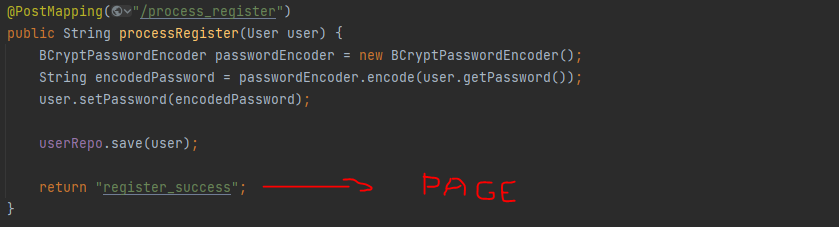 @PostMapping("/process_register")
public String processRegister(User user) {
BCryptPasswordEncoder passwordEncoder = new BCryptPasswordEncoder();
String encodedPassword = passwordEncoder.encode(user.getPassword());
user.setPassword(encodedPassword);
userRepo.save(user);
return "register_success"; PAGE
}